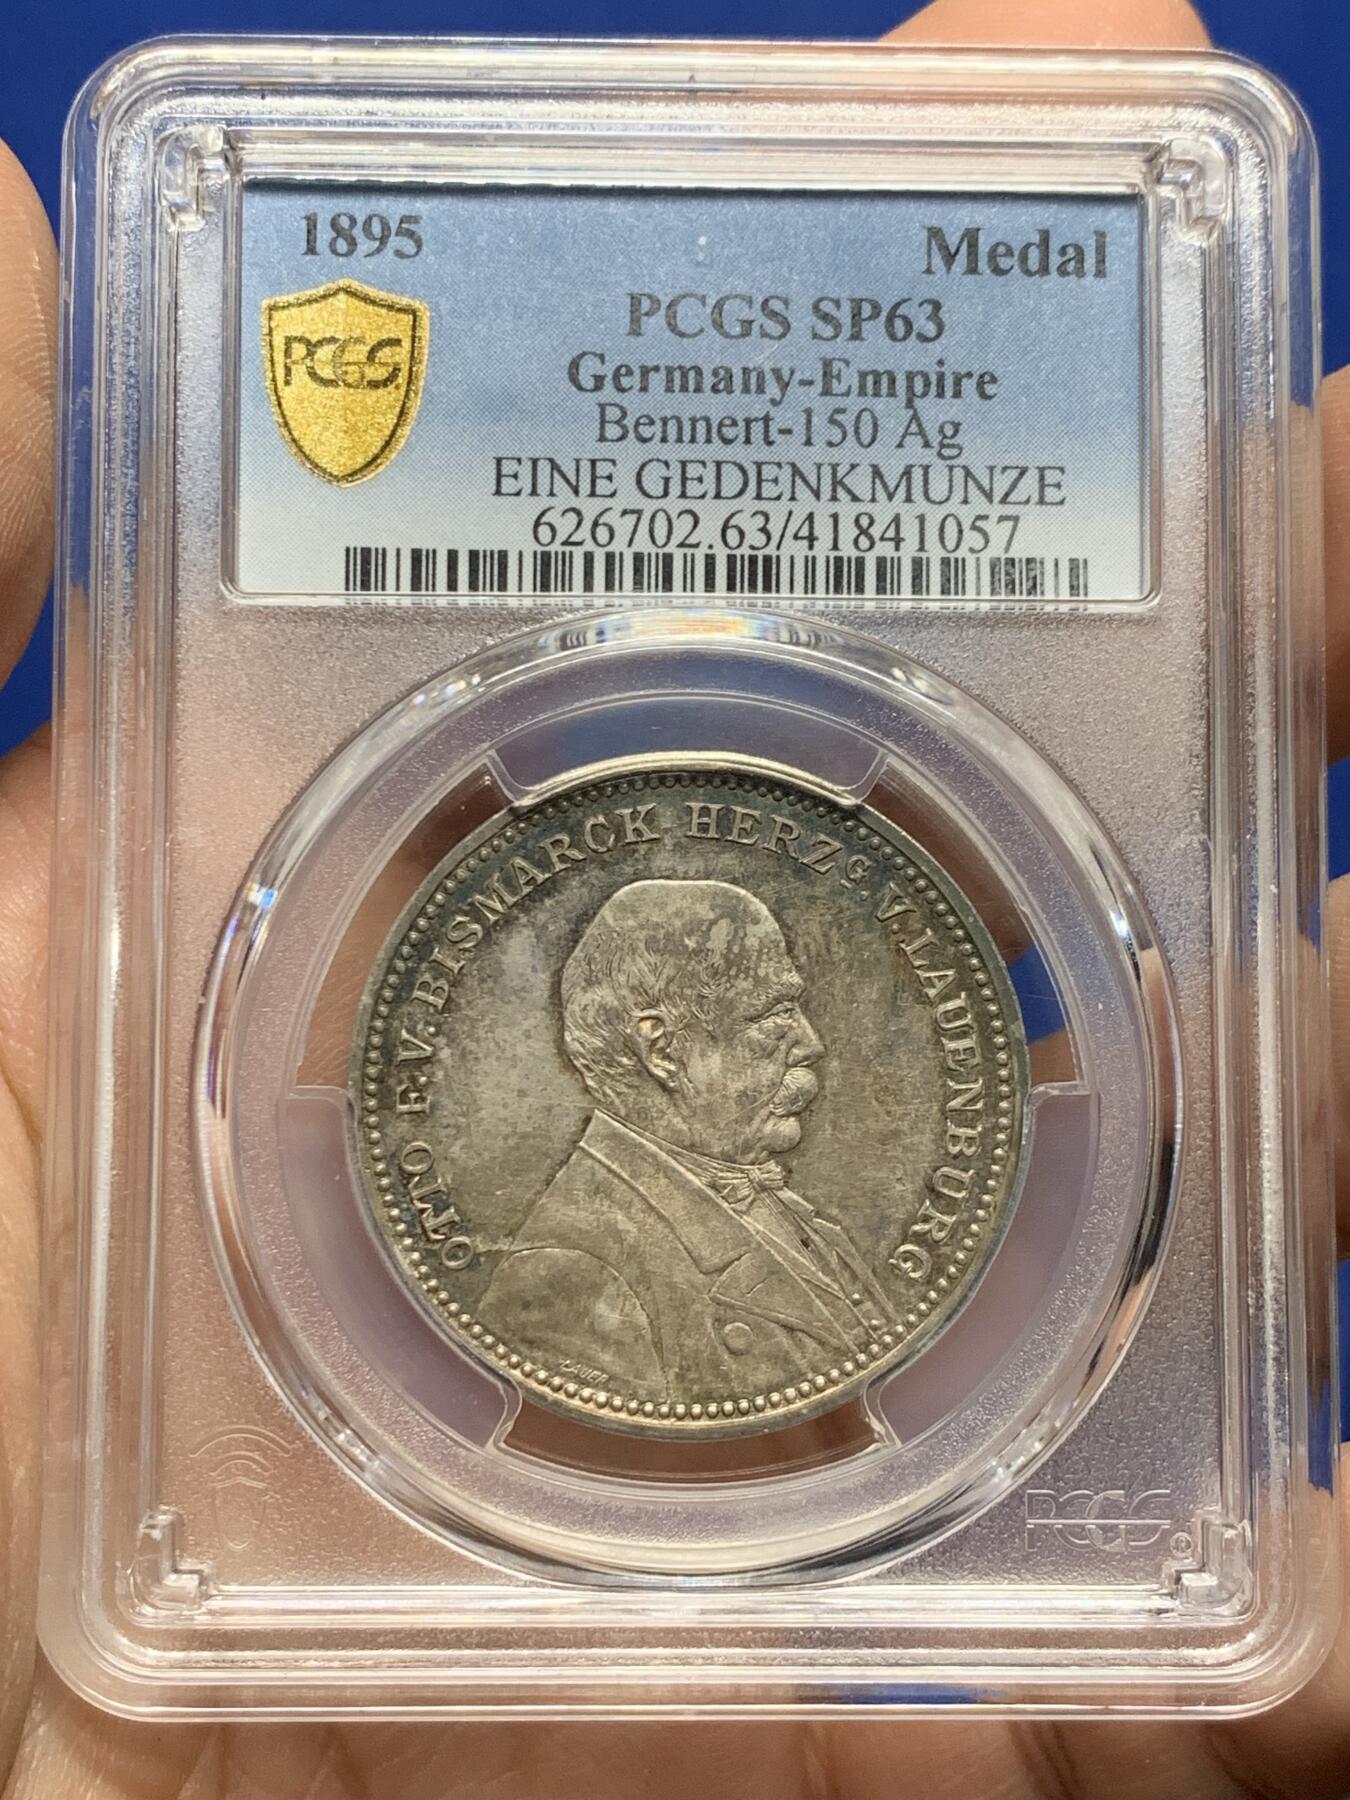 1895
Medal
PCGS
PCGS SP63
Germany-Empire
Bennert-150 Ag
EINE GEDENKMUNZE
626702.63/41841057
OTTO F.V. BISMARCK HERZG. V. LAUENBURG
LAUER
PCGS